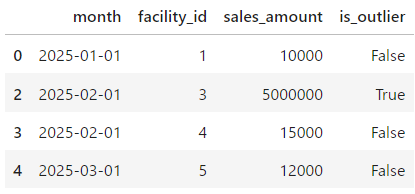 month facility_id sales_amount is_outlier
0 2025-01-01 1 10000 False
2 2025-02-01 3 5000000 True
3 2025-02-01 4 15000 False
4 2025-03-01 5 12000 False